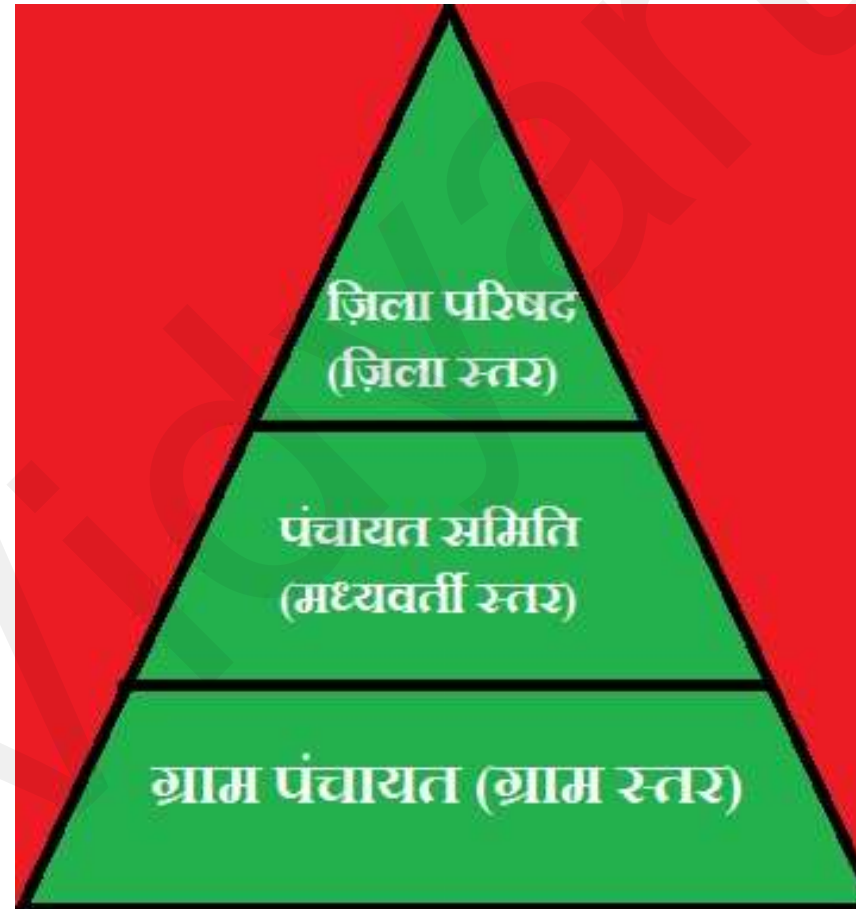 ज़िला परिषद
(ज़िला स्तर)
पंचायत समिति
(मध्यवर्ती स्तर)
ग्राम पंचायत (ग्राम स्तर)